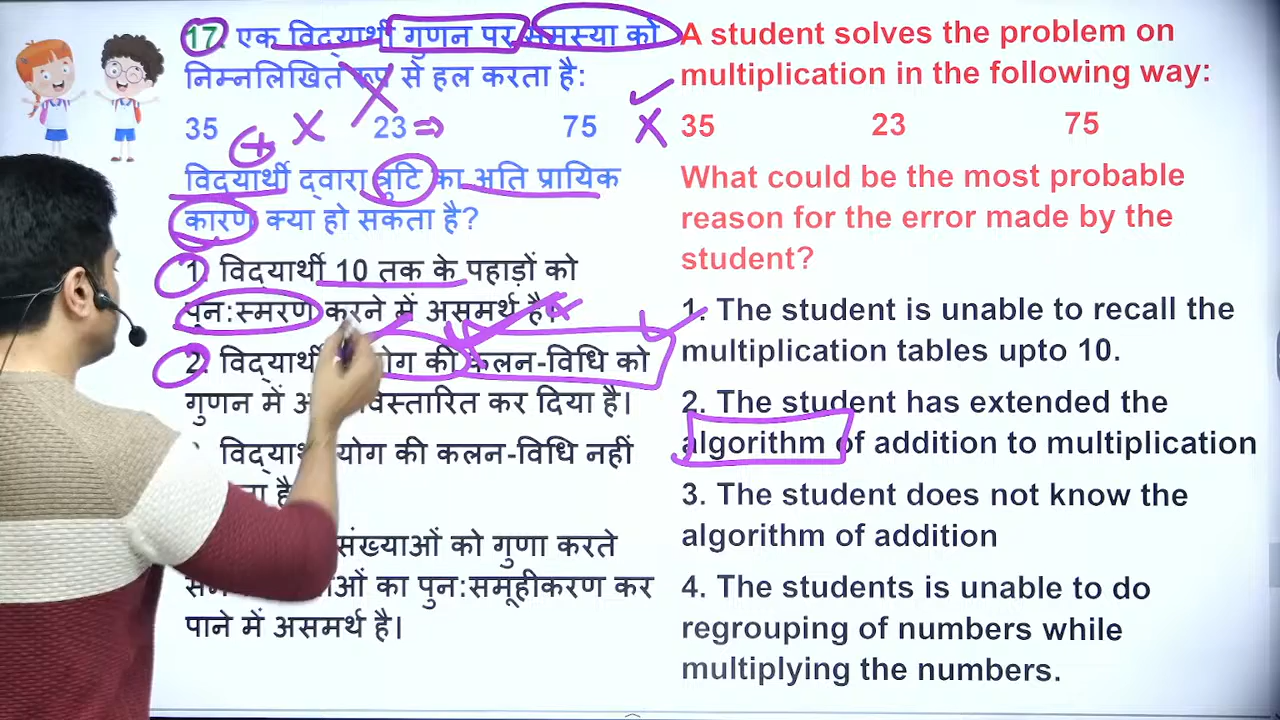 17. एक विद्यार्थी गुणन पर समस्या को
निम्नलिखित से हल करता है:
35 23 75
विद्यार्थी द्वारा त्रुटि का अति प्रायिक
कारण क्या हो सकता है?
1. विद्यार्थी 10 तक के पहाड़ों को
पुन:स्मरण करने में असमर्थ है।
2. विद्यार्थी की कलन-विधि को
गुणन में विस्तारित कर दिया है।
योग की कलन-विधि नहीं
संख्याओं को गुणा करते
का पुन:समूहीकरण कर
पाने में असमर्थ है।
A student solves the problem on
multiplication in the following way:
35 23 75
What could be the most probable
reason for the error made by the
student?
1. The student is unable to recall the
multiplication tables upto 10.
2. The student has extended the
algorithm of addition to multiplication
3. The student does not know the
algorithm of addition
4. The students is unable to do
regrouping of numbers while
multiplying the numbers.